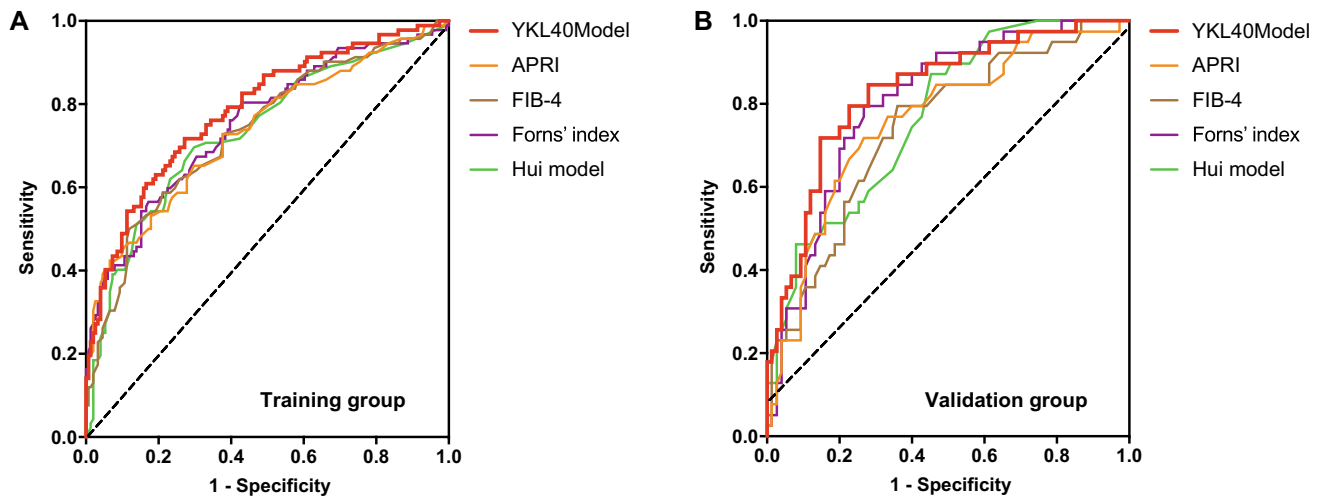 A
Sensitivity
1.0
0.8
0.6
0.4
0.2
0.0
0.0 0.2 0.4 0.6 0.8 1.0
1 - Specificity
Training group
YKL40Model
APRI
FIB-4
Forns' index
Hui model
B
Sensitivity
1.0
0.8
0.6
0.4
0.2
0.0
0.0 0.2 0.4 0.6 0.8 1.0
1 - Specificity
Validation group
YKL40Model
APRI
FIB-4
Forns' index
Hui model